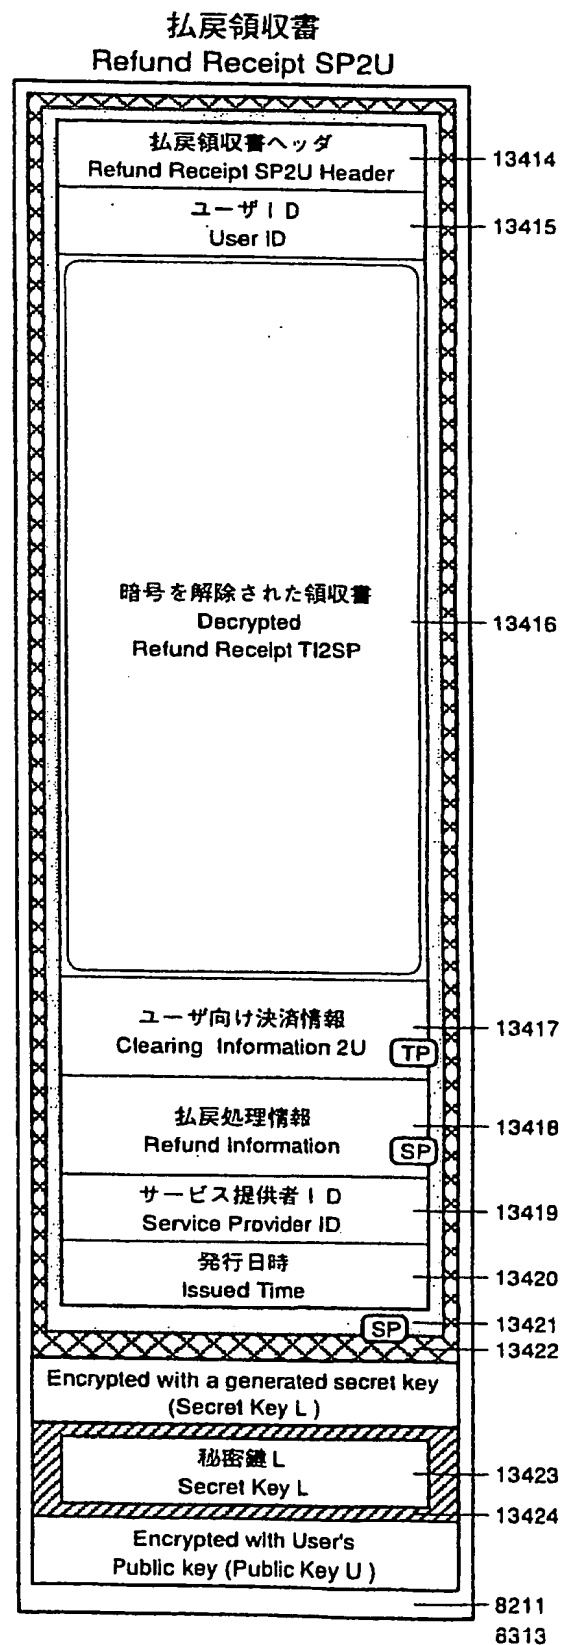 払戻領収書
Refund Receipt SP2U
払戻領収書ヘッダ
Refund Receipt SP2U Header
13414
ユーザID
User ID
13415
暗号を解除された領収書
Decrypted
Refund Receipt TI2SP
13416
ユーザ向け決済情報
Clearing Information 2U
TP
13417
払戻処理情報
Refund Information
SP
13418
サービス提供者ID
Service Provider ID
13419
発行日時
Issued Time
13420
SP
13421
13422
Encrypted with a generated secret key
(Secret Key L )
秘密鍵L
Secret Key L
13423
13424
Encrypted with User's
Public key (Public Key U )
8211
8313